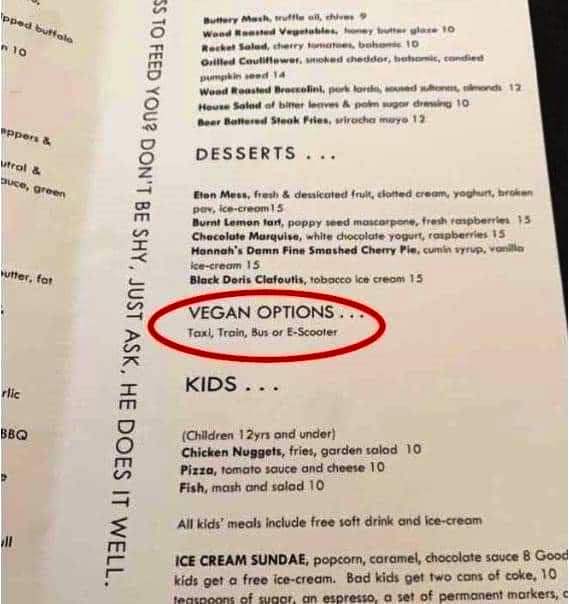 ipped buffalo
n 10
eppers &
utral &
auce, green
utter, fat
rlic
BBQ
SS TO FEED YOU? DON'T BE SHY, JUST ASK, HE DOES IT WELL.
Buttery Mash, truffle oil, chives 9
Wood Roasted Vegetables, honey butter glaze 10
Rocket Salad, cherry tomatoes, balsamic 10
Grilled Cauliflower, smoked cheddar, balsamic, candied
pumpkin seed 14
Wood Roasted Broccolini, pork lardo, soused sultanas, almonds 12
House Salad of bitter leaves & palm sugar dressing 10
Beer Battered Steak Fries, sriracha mayo 12
DESSERTS . . .
Eton Mess, fresh & dessicated fruit, clotted cream, yoghurt, broken
pav, ice-cream15
Burnt Lemon tart, poppy seed mascarpone, fresh raspberries 15
Chocolate Marquise, white chocolate yogurt, raspberries 15
Hannah's Damn Fine Smashed Cherry Pie, cumin syrup, vanilla
ice-cream 15
Black Doris Clafoutis, tobacco ice cream 15
VEGAN OPTIONS . . .
Taxi, Train, Bus or E-Scooter
KIDS . . .
(Children 12yrs and under)
Chicken Nuggets, fries, garden salad 10
Pizza, tomato sauce and cheese 10
Fish, mash and salad 10
All kids' meals include free soft drink and ice-cream
ICE CREAM SUNDAE, popcorn, caramel, chocolate sauce 8 Good
kids get a free ice-cream. Bad kids get two cans of coke, 10
teaspoons of sugar, an espresso, a set of permanent markers,